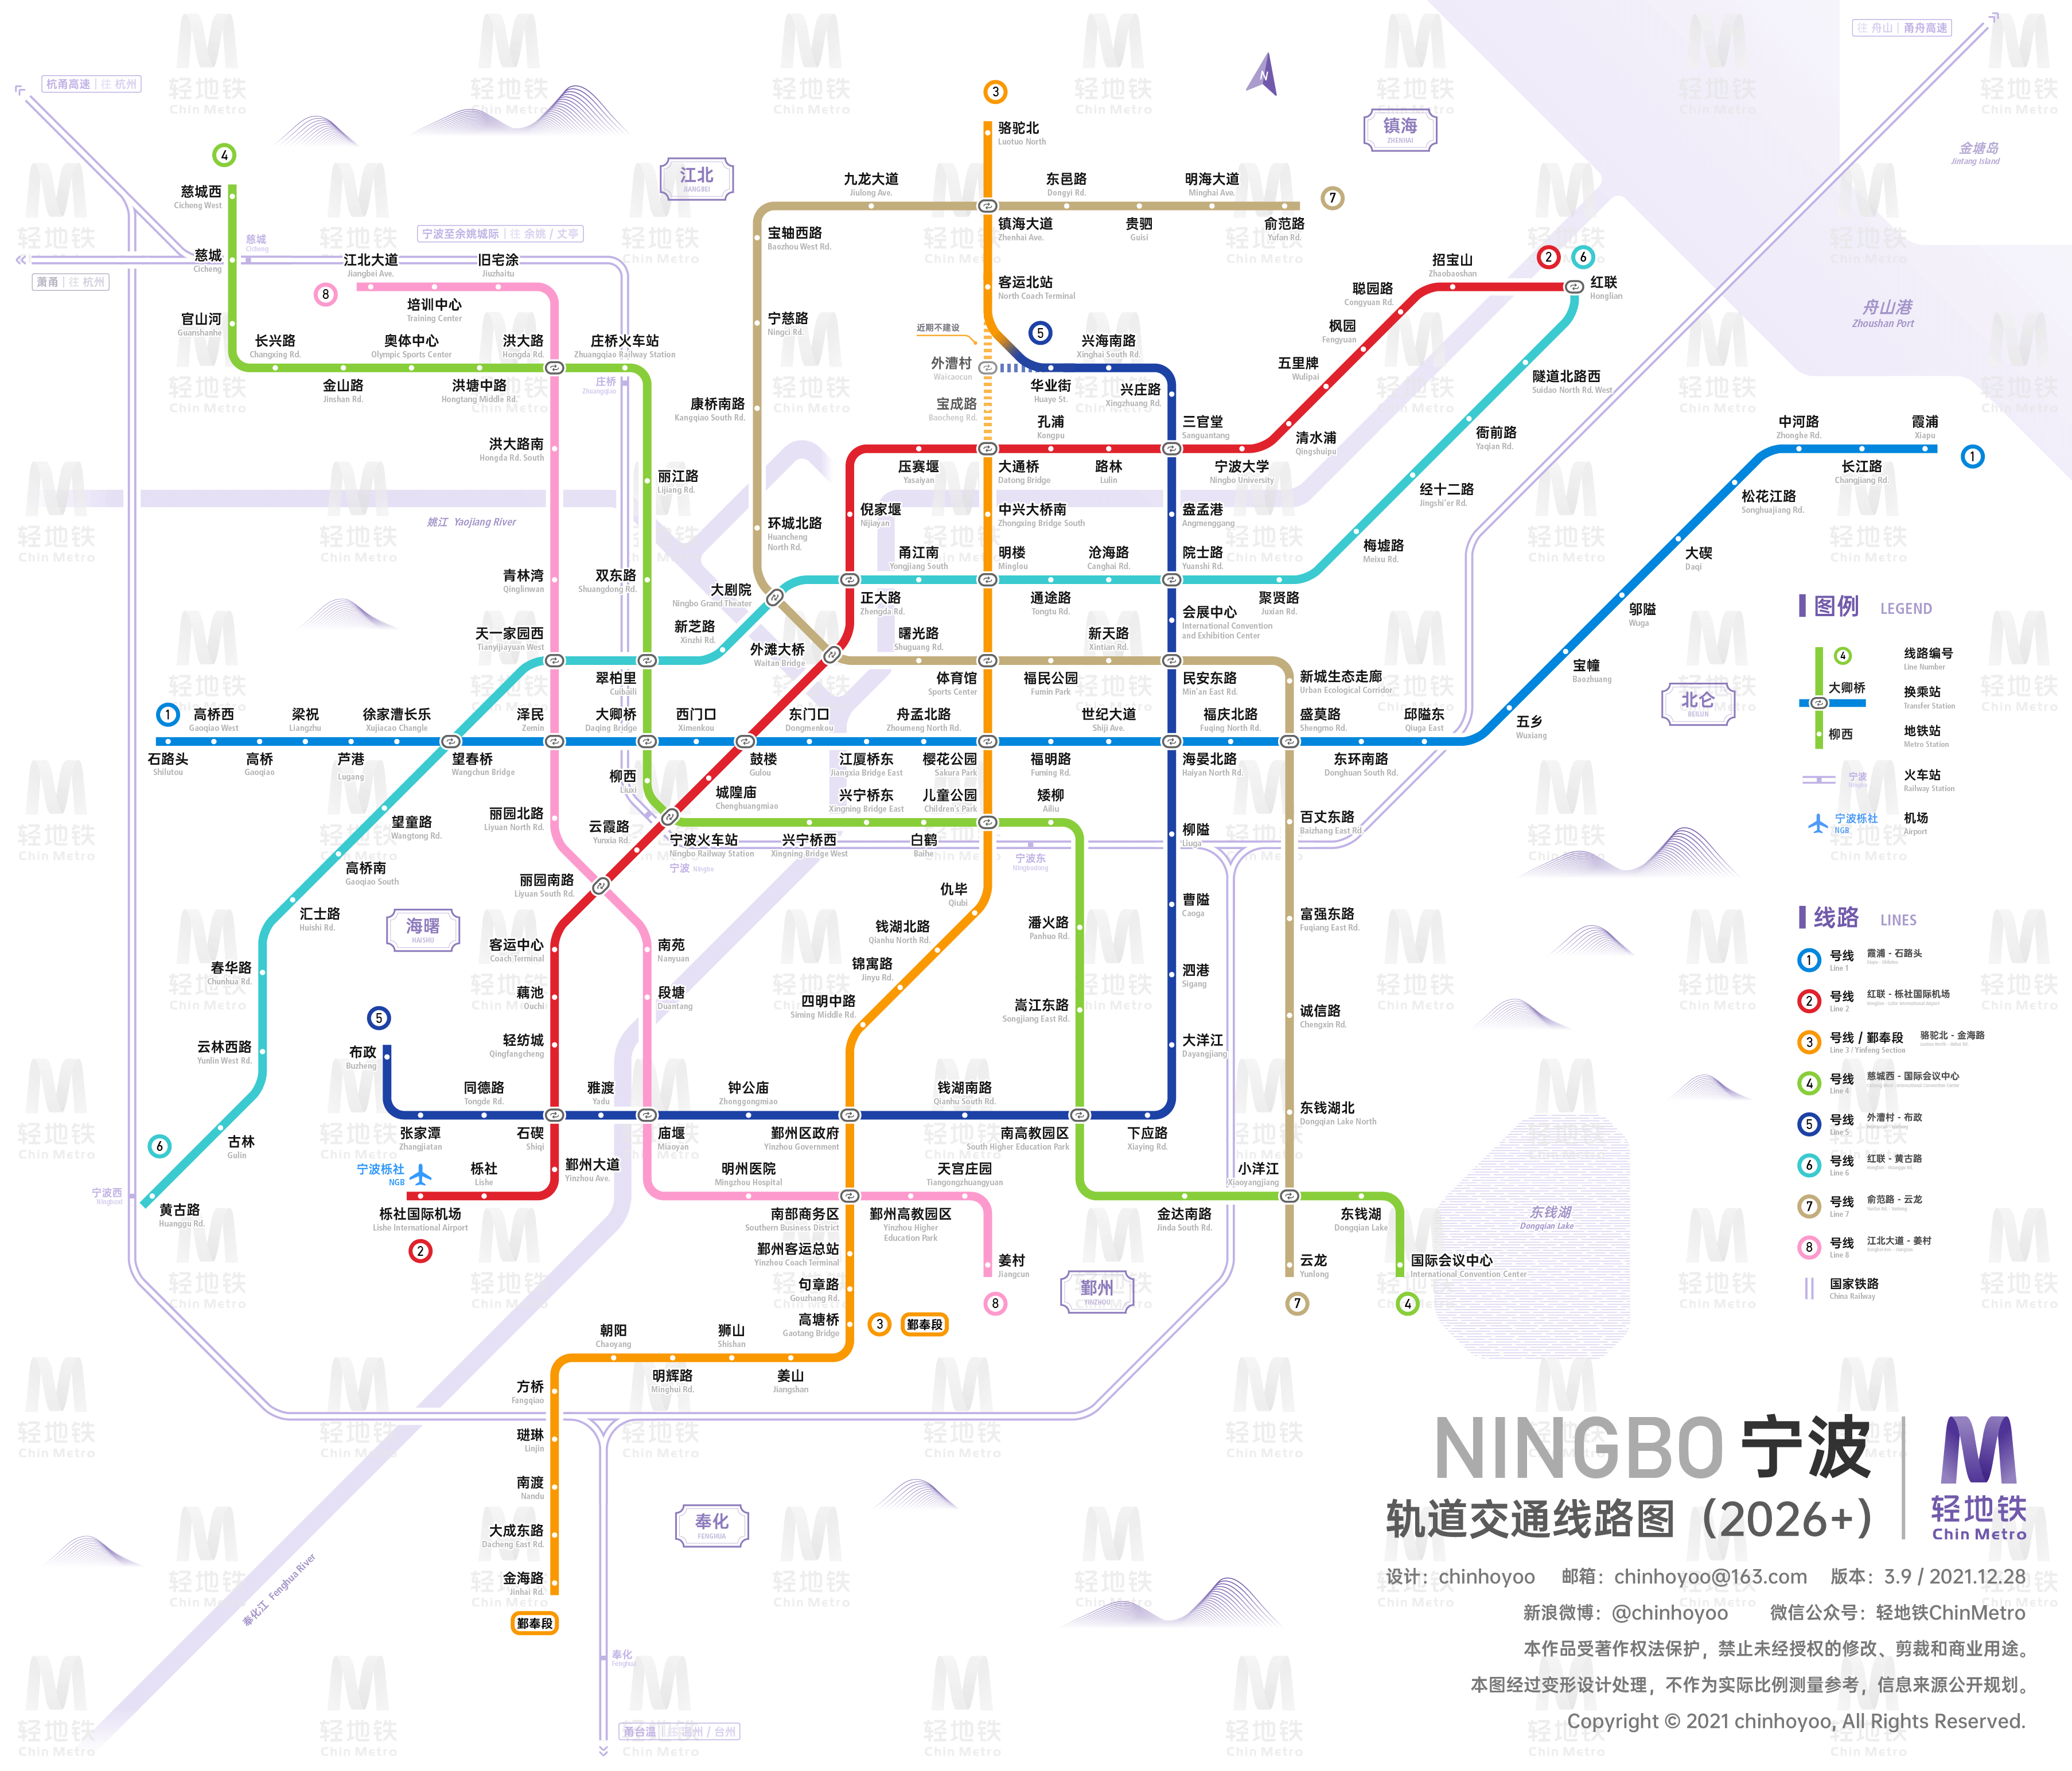 杭甬高速 | 往 杭州
往 舟山 | 甬舟高速
萧甬 | 往 杭州
宁波至余姚城际 | 往 余姚 / 丈亭
N
江北
JIANGBEI
镇海
ZHENHAI
金塘岛
Jintang Island
舟山港
Zhoushan Port
3
骆驼北
Luotuo North
4
慈城西
Cicheng West
慈城
Cicheng
慈城
Cicheng
官山河
Guanshanhe
长兴路
Changxing Rd.
金山路
Jinshan Rd.
奥体中心
Olympic Sports Center
洪塘中路
Hongtang Middle Rd.
洪大路
Hongda Rd.
庄桥火车站
Zhuangqiao Railway Station
庄桥
Zhuangqiao
8
江北大道
Jiangbei Ave.
培训中心
Training Center
旧宅涂
Jiuzhaitu
九龙大道
Jiulong Ave.
东邑路
Dongyi Rd.
明海大道
Minghai Ave.
7
镇海大道
Zhenhai Ave.
贵驷
Guisi
俞范路
Yufan Rd.
宝轴西路
Baozhou West Rd.
宁慈路
Ningci Rd.
康桥南路
Kangqiao South Rd.
环城北路
Huancheng
North Rd.
客运北站
North Coach Terminal
近期不建设
5
外漕村
Waisaocun
宝成路
Baocheng Rd.
华业街
Huaye St.
兴海南路
Xinghai South Rd.
兴庄路
Xingzhuang Rd.
2
6
红联
Honglian
招宝山
Zhaobaoshan
聪园路
Congyuan Rd.
枫园
Fengyuan
五里牌
Wulipai
清水浦
Qingshuipu
隧道北路西
Suidao North Rd. West
衙前路
Yaqian Rd.
经十二路
Jingshi'er Rd.
梅墟路
Meixu Rd.
孔浦
Kongpu
三官堂
Sanguantang
压赛堰
Yasaiyan
大通桥
Datong Bridge
路林
Lulin
宁波大学
Ningbo University
中河路
Zhonghe Rd.
霞浦
Xiapu
长江路
Changjiang Rd.
1
松花江路
Songhuajiang Rd.
大碶
Daqi
邬隘
Wuga
宝幢
Baozhuang
五乡
Wuxiang
洪大路南
Hongda Rd. South
丽江路
Lijiang Rd.
姚江 Yaojiang River
倪家堰
Nijiayan
中兴大桥南
Zhongxing Bridge South
盎孟港
Angmenggang
青林湾
Qinglinwan
双东路
Shuangdong Rd.
大剧院
Ningbo Grand Theater
甬江南
Yongjiang South
明楼
Minglou
沧海路
Canghai Rd.
院士路
Yuanshi Rd.
正大路
Zhengda Rd.
通途路
Tongtu Rd.
聚贤路
Juxian Rd.
会展中心
International Convention
and Exhibition Center
天一家园西
Tianyijiayuan West
新芝路
Xinzhi Rd.
外滩大桥
Waitan Bridge
曙光路
Shuguang Rd.
新天路
Xintian Rd.
翠柏里
Cuibaili
体育馆
Sports Center
福民公园
Fumin Park
民安东路
Min'an East Rd.
新城生态走廊
Urban Ecological Corridor
北仑
BEILUN
1
高桥西
Gaoqiao West
梁祝
Liangzhu
徐家漕长乐
Xujiacao Changle
泽民
Zemin
大卿桥
Daqing Bridge
西门口
Ximenkou
东门口
Dongmenkou
舟孟北路
Zhoumeng North Rd.
世纪大道
Shiji Ave.
福庆北路
Fuqing North Rd.
盛莫路
Shengmo Rd.
邱隘东
Qiuga East
石路头
Shilutou
高桥
Gaoqiao
芦港
Lugang
望春桥
Wangchun Bridge
柳西
Liuxi
鼓楼
Gulou
江厦桥东
Jiangxia Bridge East
樱花公园
Sakura Park
福明路
Fuming Rd.
海晏北路
Haiyan North Rd.
东环南路
Donghuan South Rd.
望童路
Wangtong Rd.
高桥南
Gaoqiao South
汇士路
Huishi Rd.
春华路
Chunhua Rd.
云林西路
Yunlin West Rd.
古林
Gulin
6
黄古路
Huanggu Rd.
丽园北路
Liyuan North Rd.
云霞路
Yunxia Rd.
城隍庙
Chenghuangmiao
兴宁桥东
Xingning Bridge East
儿童公园
Children's Park
矮柳
Ailiu
百丈东路
Baizhang East Rd.
柳隘
Liuga
宁波火车站
Ningbo Railway Station
宁波 Ningbo
兴宁桥西
Xingning Bridge West
白鹤
Baihe
宁波东
Ningbodong
丽园南路
Liyuan South Rd.
海曙
HAISHU
仇毕
Qiubi
曹隘
Caoga
富强东路
Fuqiang East Rd.
客运中心
Coach Terminal
南苑
Nanyuan
钱湖北路
Qianhu North Rd.
潘火路
Panhuo Rd.
锦寓路
Jinyu Rd.
泗港
Sigang
藕池
Ouchi
段塘
Duantang
四明中路
Siming Middle Rd.
嵩江东路
Songjiang East Rd.
诚信路
Chengxin Rd.
5
布政
Buzheng
轻纺城
Qingfangcheng
大洋江
Dayangjiang
同德路
Tongde Rd.
雅渡
Yadu
钟公庙
Zhonggongmiao
钱湖南路
Qianhu South Rd.
东钱湖北
Dongqian Lake North
张家潭
Zhangjiatan
石碶
Shiqi
庙堰
Miaoyan
鄞州区政府
Yinzhou Government
南高教园区
South Higher Education Park
下应路
Xiaying Rd.
宁波栎社
NGB
栎社
Lishe
鄞州大道
Yinzhou Ave.
明州医院
Mingzhou Hospital
天宫庄园
Tiangongzhuangyuan
小洋江
Xiaoyangjiang
宁波西
Ningboxi
栎社国际机场
Lishe International Airport
2
南部商务区
Southern Business District
鄞州高教园区
Yinzhou Higher
Education Park
金达南路
Jinda South Rd.
东钱湖
Dongqian Lake
东钱湖
Dongqian Lake
鄞州客运总站
Yinzhou Coach Terminal
姜村
Jiangcun
8
云龙
Yunlong
7
国际会议中心
International Convention Center
4
鄞州
YINZHOU
句章路
Gouzhang Rd.
高塘桥
Gaotang Bridge
3 鄞奉段
朝阳
Chaoyang
狮山
Shishan
明辉路
Minghui Rd.
姜山
Jiangshan
方桥
Fangqiao
琎琳
Linjin
南渡
Nandu
大成东路
Dacheng East Rd.
金海路
Jinhai Rd.
鄞奉段
奉化
FENGHUA
奉化江 Fenghua River
奉化
Fenghua
甬台温 | 往 温州 / 台州
图例 LEGEND
4
线路编号
Line Number
大卿桥
换乘站
Transfer Station
柳西
地铁站
Metro Station
宁波
Ningbo
火车站
Railway Station
宁波栎社
NGB
机场
Airport
线路 LINES
1 号线 霞浦 - 石路头
Line 1
2 号线 红联 - 栎社国际机场
Line 2
3 号线 / 鄞奉段 骆驼北 - 金海路
Line 3 / Yinfeng Section
4 号线 慈城西 - 国际会议中心
Line 4
5 号线 外漕村 - 布政
Line 5
6 号线 红联 - 黄古路
Line 6
7 号线 俞范路 - 云龙
Line 7
8 号线 江北大道 - 姜村
Line 8
国家铁路
China Railway
NINGBO 宁波
轨道交通线路图（2026+）
轻地铁
Chin Metro
设计：chinhoyoo 邮箱：chinhoyoo@163.com 版本：3.9 / 2021.12.28
新浪微博：@chinhoyoo 微信公众号：轻地铁ChinMetro
本作品受著作权法保护，禁止未经授权的修改、剪裁和商业用途。
本图经过变形设计处理，不作为实际比例测量参考，信息来源公开规划。
Copyright © 2021 chinhoyoo, All Rights Reserved.